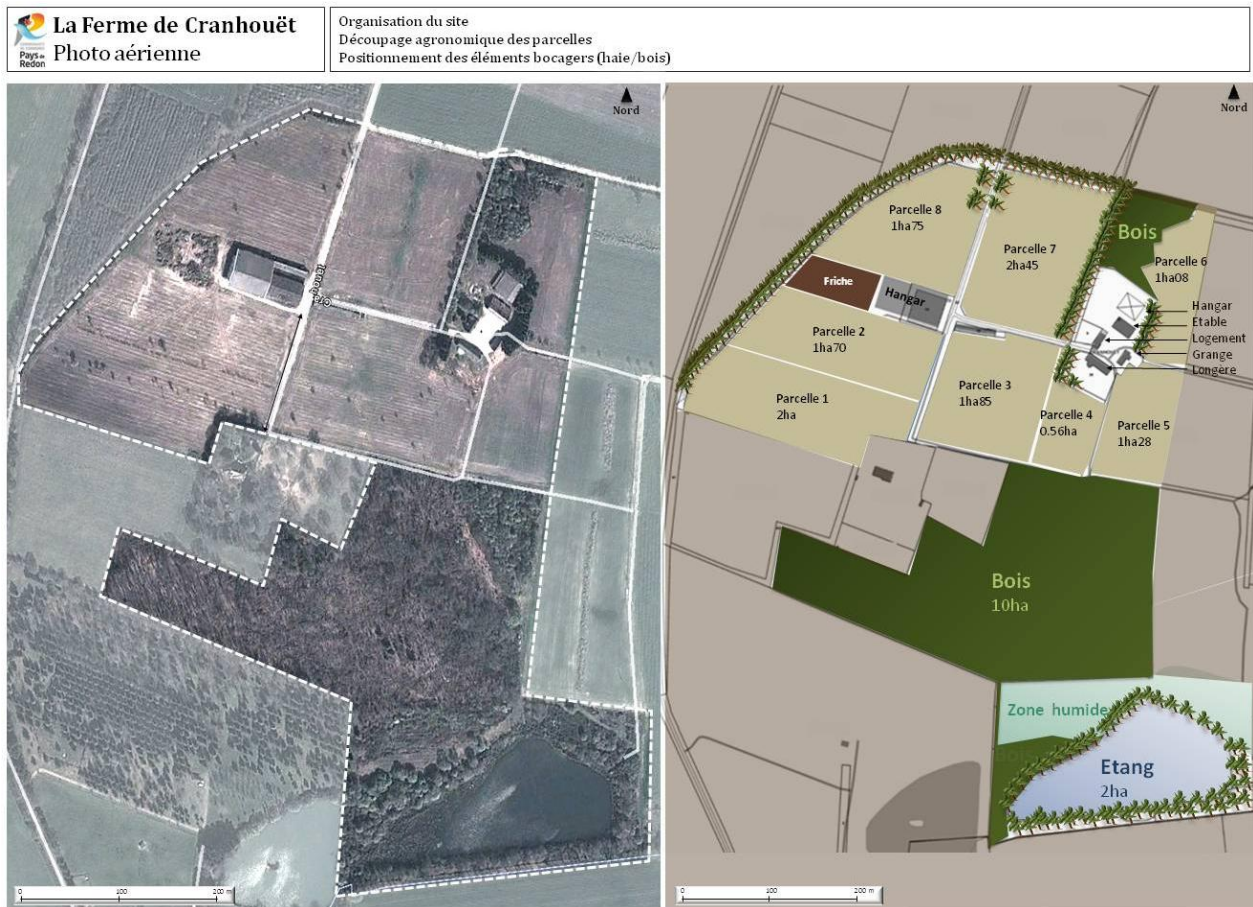 La Ferme de Cranhouët
Photo aérienne
Pays de
Redon
Organisation du site
Découpage agronomique des parcelles
Positionnement des éléments bocagers (haie/bois)
Nord
0 100 200 m
Nord
Parcelle 8
1ha75
Parcelle 7
2ha45
Bois
Parcelle 6
1ha08
Friche
Hangar
Hangar
Etable
Logement
Grange
Longère
Parcelle 2
1ha70
Parcelle 1
2ha
Parcelle 3
1ha85
Parcelle 4
0.56ha
Parcelle 5
1ha28
Bois
10ha
Zone humide
Etang
2ha
0 100 200 m